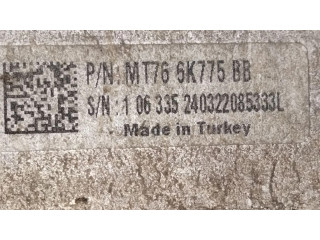 P/N: MT76 6K775 BB
S/N: 1 06 335 240322085333L
Made in Turkey